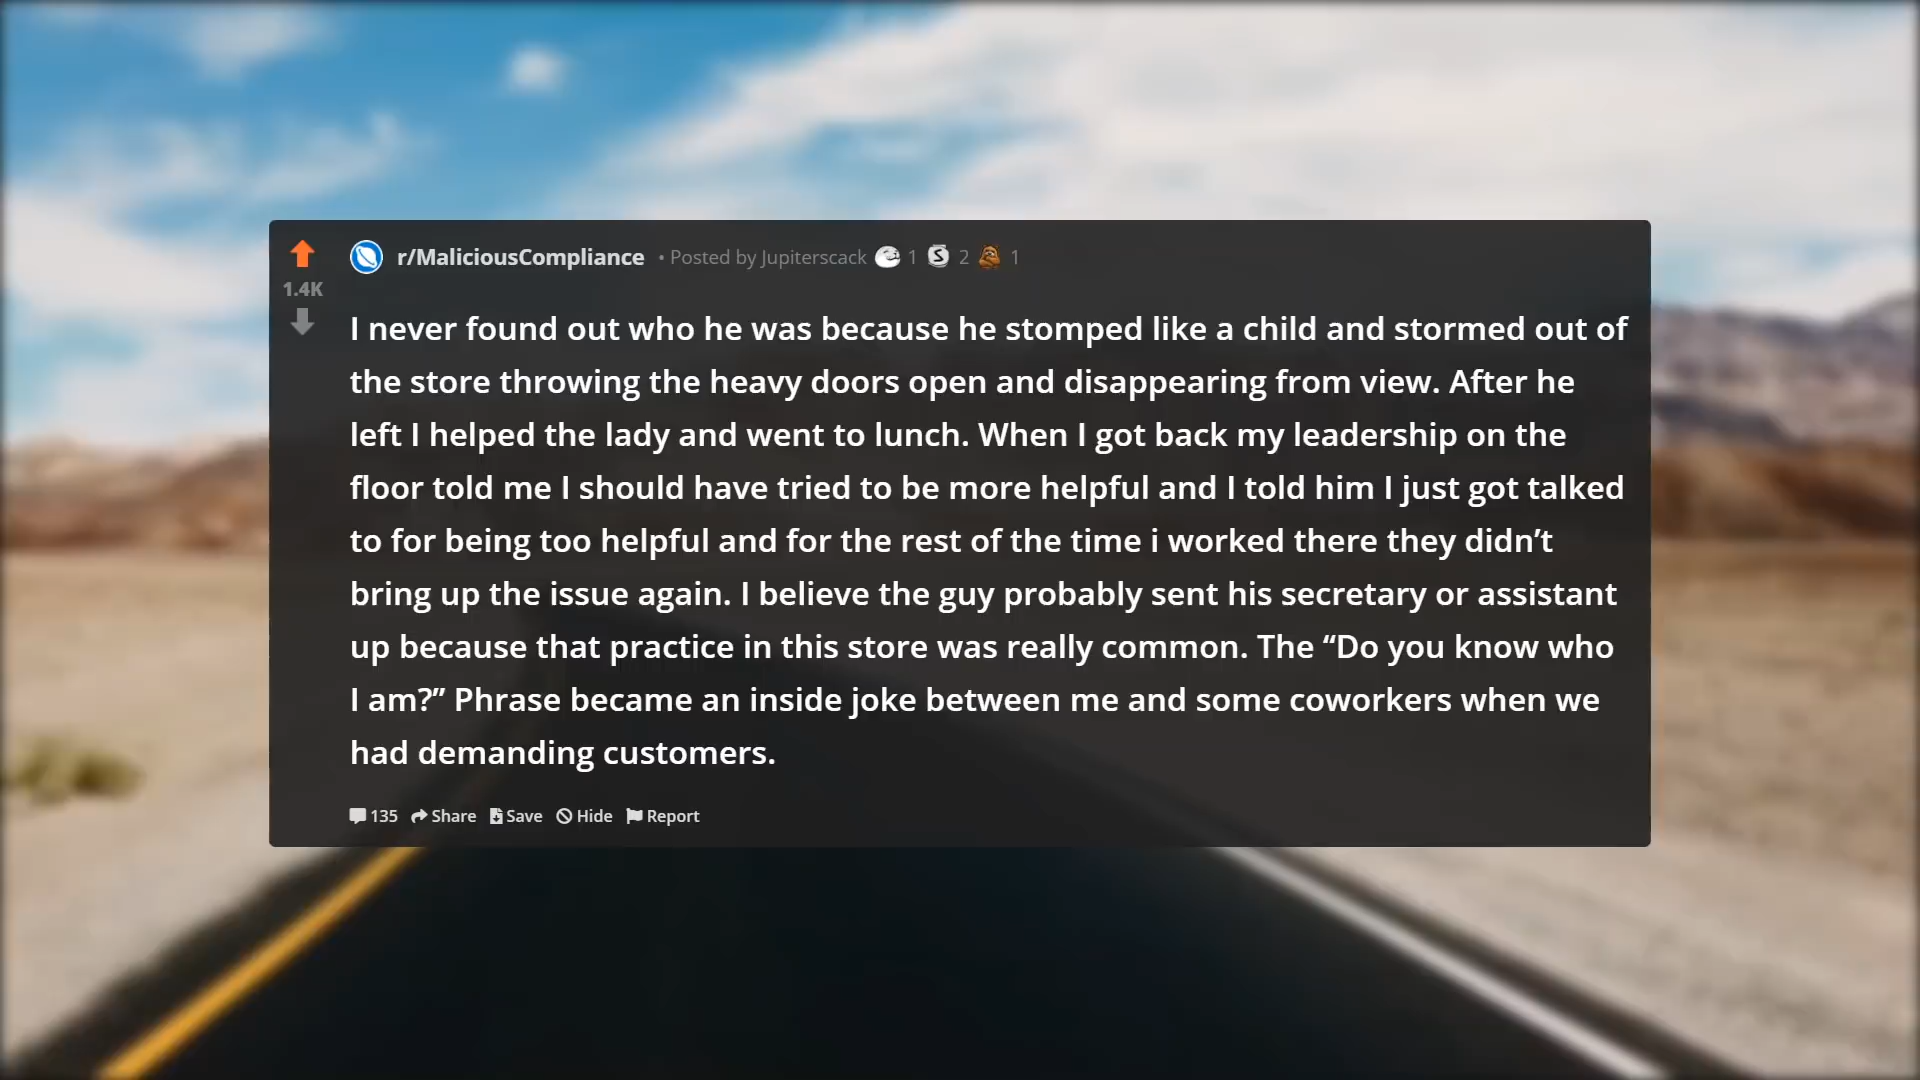 r/MaliciousCompliance • Posted by Jupiterscack 1 2 1
1.4K
I never found out who he was because he stomped like a child and stormed out of
the store throwing the heavy doors open and disappearing from view. After he
left I helped the lady and went to lunch. When I got back my leadership on the
floor told me I should have tried to be more helpful and I told him I just got talked
to for being too helpful and for the rest of the time i worked there they didn’t
bring up the issue again. I believe the guy probably sent his secretary or assistant
up because that practice in this store was really common. The “Do you know who
I am?” Phrase became an inside joke between me and some coworkers when we
had demanding customers.
135 Share Save Hide Report